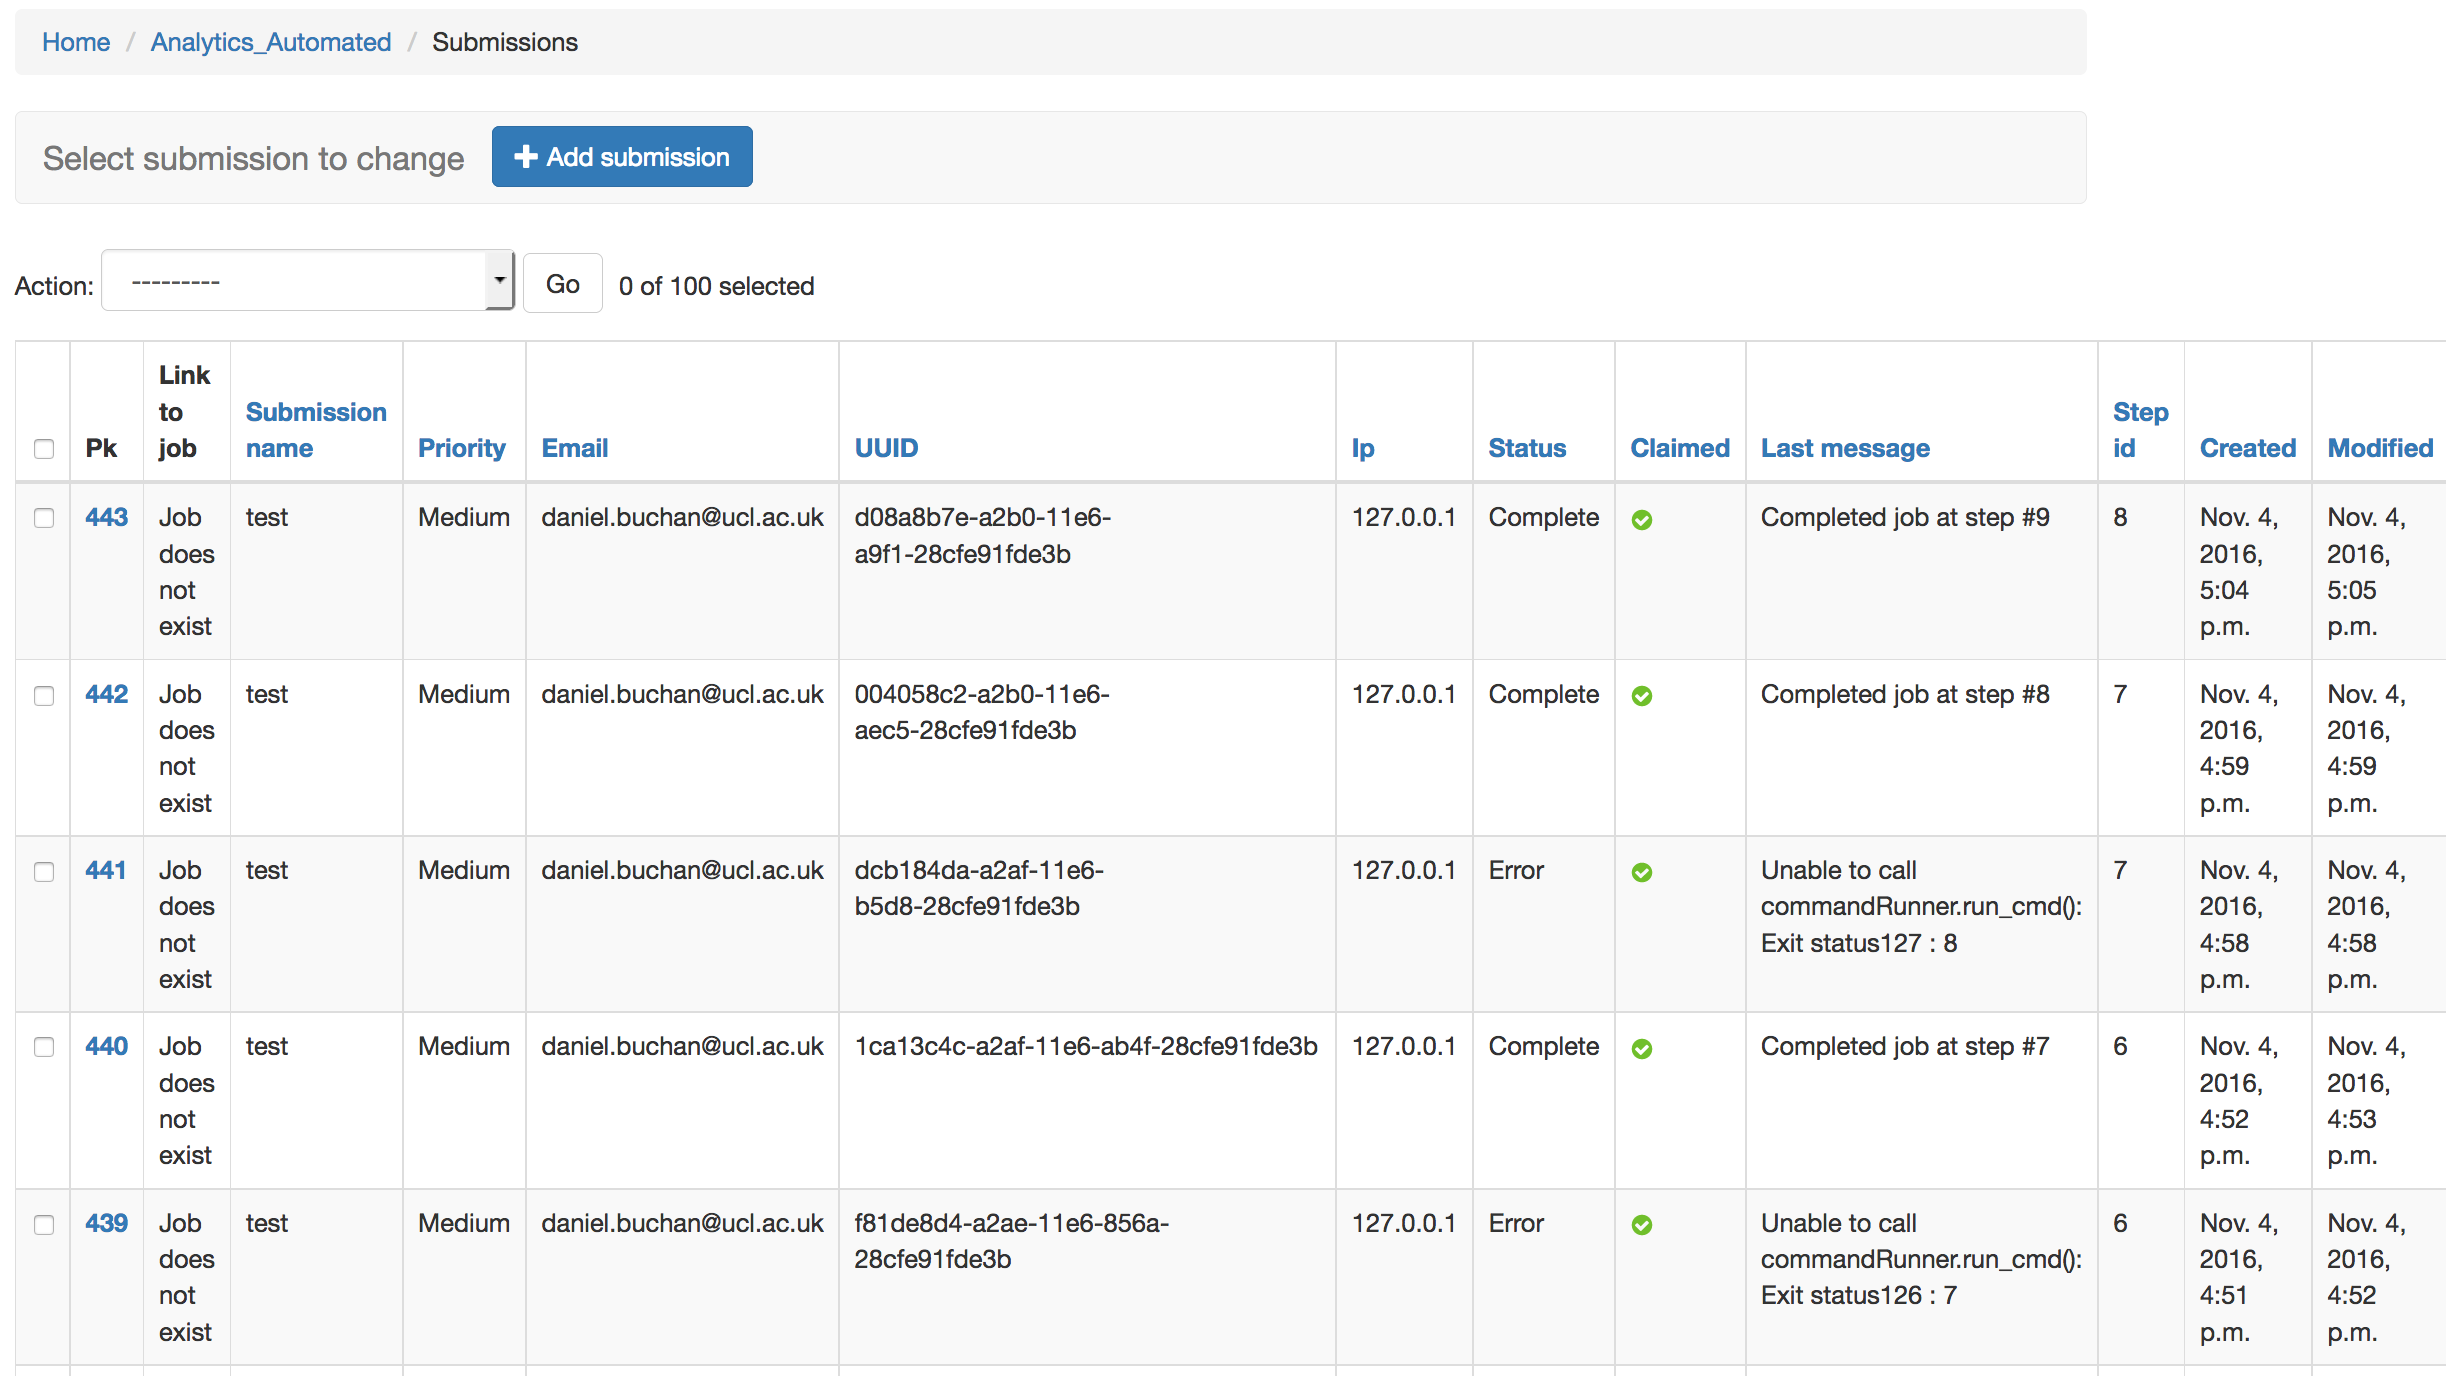 Home / Analytics_Automated / Submissions
Select submission to change
Add submission
Action: --------- Go 0 of 100 selected
Pk
Link
to
job
Submission
name
Priority
Email
UUID
Ip
Status
Claimed
Last message
Step
id
Created
Modified
443
Job
does
not
exist
test
Medium
daniel.buchan@ucl.ac.uk
d08a8b7e-a2b0-11e6-
a9f1-28cfe91fde3b
127.0.0.1
Complete
Completed job at step #9
8
Nov. 4,
2016,
5:04
p.m.
Nov. 4,
2016,
5:05
p.m.
442
Job
does
not
exist
test
Medium
daniel.buchan@ucl.ac.uk
004058c2-a2b0-11e6-
aec5-28cfe91fde3b
127.0.0.1
Complete
Completed job at step #8
7
Nov. 4,
2016,
4:59
p.m.
Nov. 4,
2016,
4:59
p.m.
441
Job
does
not
exist
test
Medium
daniel.buchan@ucl.ac.uk
dcb184da-a2af-11e6-
b5d8-28cfe91fde3b
127.0.0.1
Error
Unable to call
commandRunner.run_cmd():
Exit status127 : 8
7
Nov. 4,
2016,
4:58
p.m.
Nov. 4,
2016,
4:58
p.m.
440
Job
does
not
exist
test
Medium
daniel.buchan@ucl.ac.uk
1ca13c4c-a2af-11e6-ab4f-28cfe91fde3b
127.0.0.1
Complete
Completed job at step #7
6
Nov. 4,
2016,
4:52
p.m.
Nov. 4,
2016,
4:53
p.m.
439
Job
does
not
exist
test
Medium
daniel.buchan@ucl.ac.uk
f81de8d4-a2ae-11e6-856a-
28cfe91fde3b
127.0.0.1
Error
Unable to call
commandRunner.run_cmd():
Exit status126 : 7
6
Nov. 4,
2016,
4:51
p.m.
Nov. 4,
2016,
4:52
p.m.